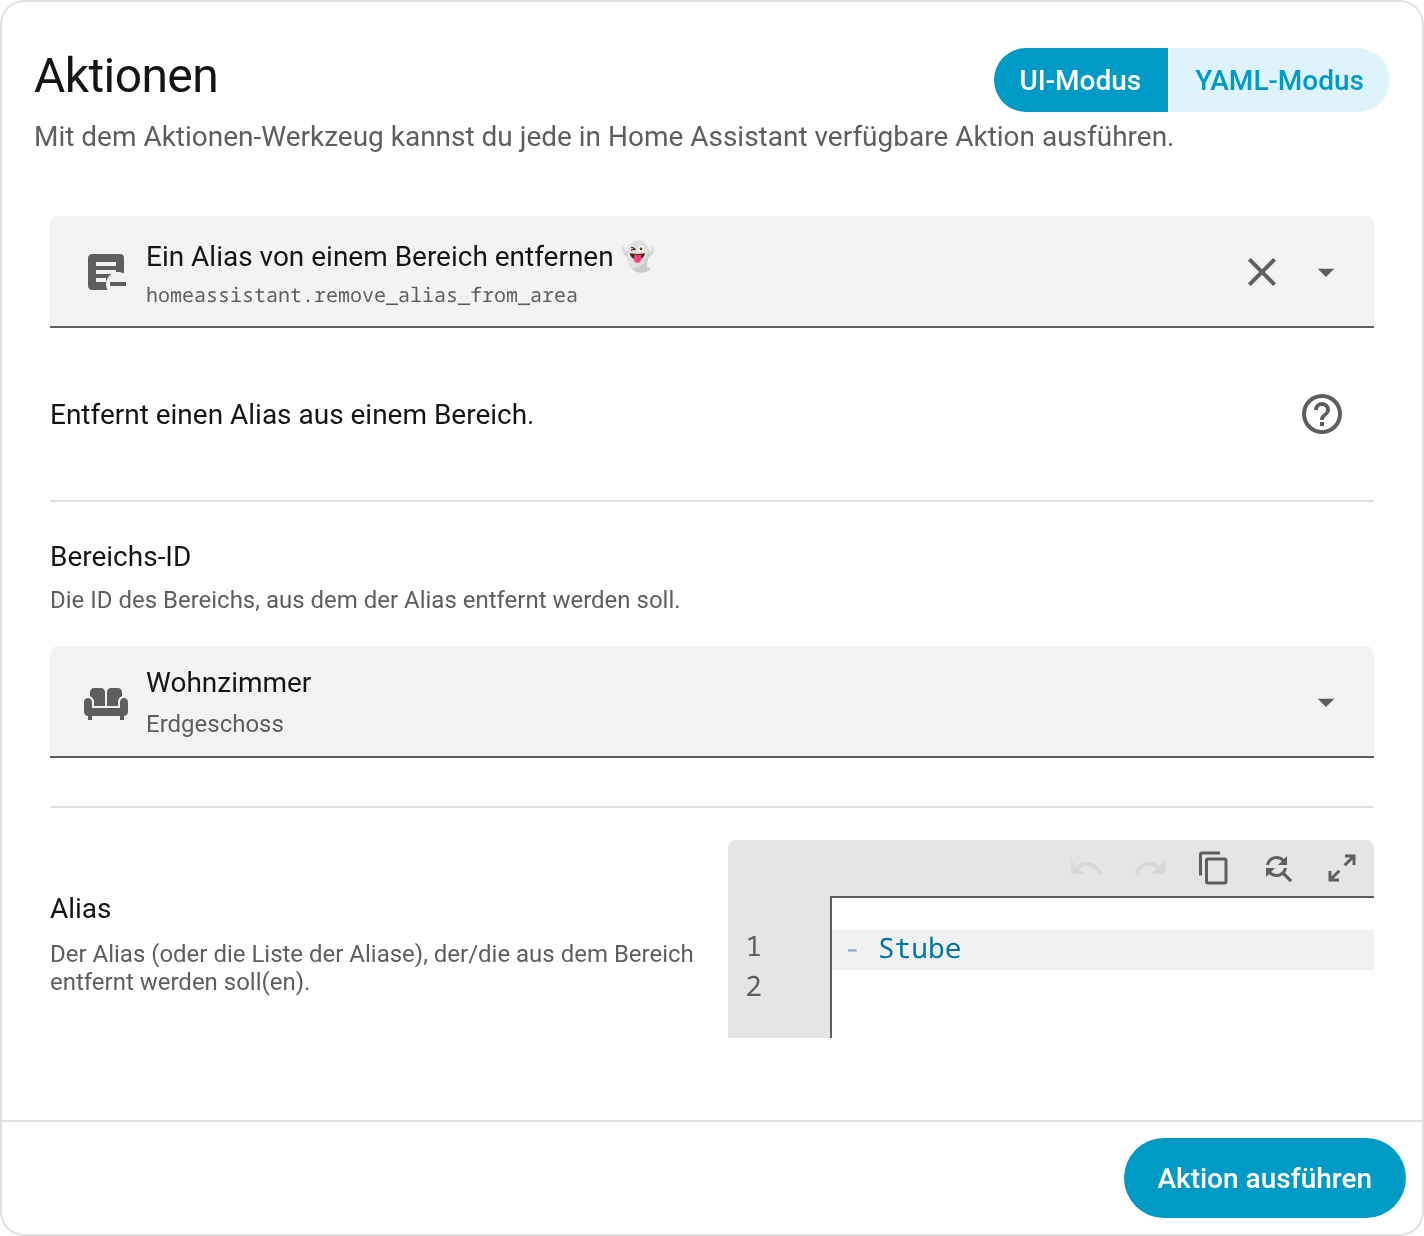 Aktionen
UI-Modus
YAML-Modus
Mit dem Aktionen-Werkzeug kannst du jede in Home Assistant verfügbare Aktion ausführen.
Ein Alias von einem Bereich entfernen 👻
homeassistant.remove_alias_from_area
Entfernt einen Alias aus einem Bereich.
Bereichs-ID
Die ID des Bereichs, aus dem der Alias entfernt werden soll.
Wohnzimmer
Erdgeschoss
Alias
Der Alias (oder die Liste der Aliase), der/die aus dem Bereich
entfernt werden soll(en).
1 - Stube
2
Aktion ausführen